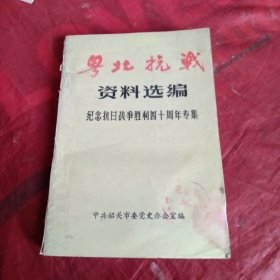 粤北抗战
资料选编
纪念抗日战争胜利四十周年专集
中共韶关市委党史办公室编